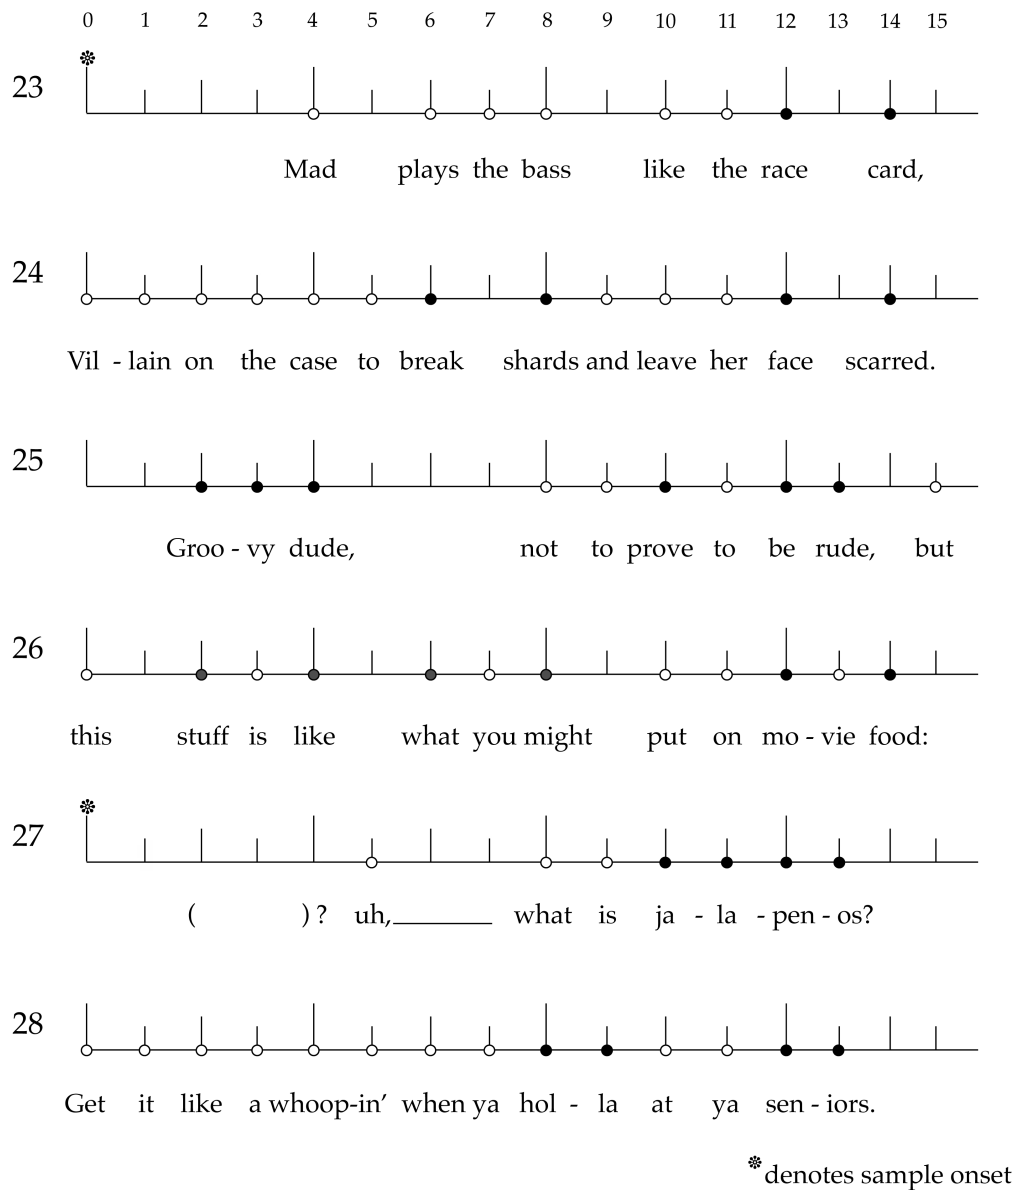 0 1 2 3 4 5 6 7 8 9 10 11 12 13 14 15
23
Mad plays the bass like the race card,
24
Vil - lain on the case to break shards and leave her face scarred.
25
Groo - vy dude, not to prove to be rude, but
26
this stuff is like what you might put on mo - vie food:
27
( ) ? uh,________ what is ja - la - pen - os?
28
Get it like a whoop-in’ when ya hol - la at ya sen - iors.
❊denotes sample onset